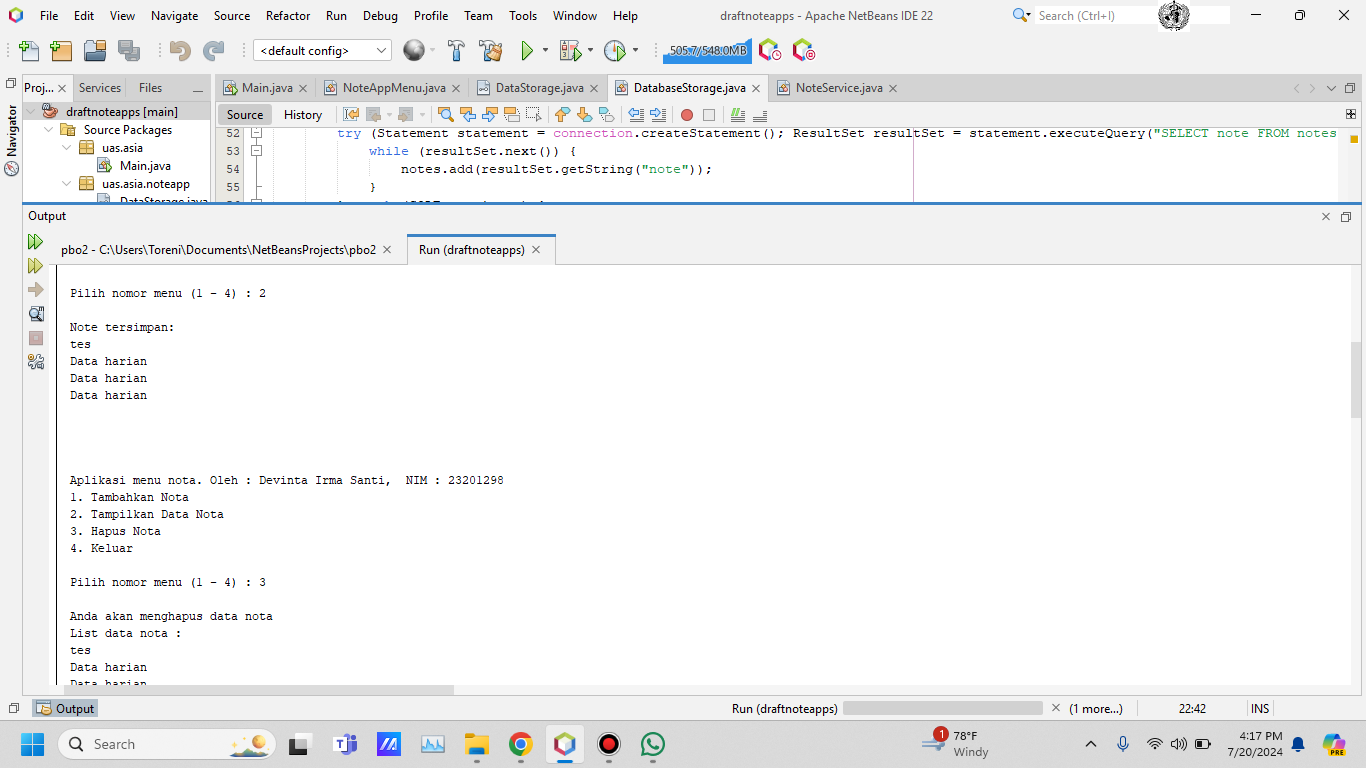 File Edit View Navigate Source Refactor Run Debug Profile Team Tools Window Help
draftnoteapps - Apache NetBeans IDE 22
Search (Ctrl+I)
<default config>
505.7/548.0MB
Proj... Services Files
Main.java NoteAppMenu.java DataStorage.java DatabaseStorage.java NoteService.java
Navigator
draftnoteapps [main]
Source Packages
uas.asia
Main.java
uas.asia.noteapp
DataStorage.java
Source History
52 try (Statement statement = connection.createStatement(); ResultSet resultSet = statement.executeQuery("SELECT note FROM notes
53 while (resultSet.next()) {
54 notes.add(resultSet.getString("note"));
55 }
Output
pbo2 - C:\Users\Toreni\Documents\NetBeansProjects\pbo2 Run (draftnoteapps)
Pilih nomor menu (1 - 4) : 2
Note tersimpan:
tes
Data harian
Data harian
Data harian
Aplikasi menu nota. Oleh : Devinta Irma Santi, NIM : 23201298
1. Tambahkan Nota
2. Tampilkan Data Nota
3. Hapus Nota
4. Keluar
Pilih nomor menu (1 - 4) : 3
Anda akan menghapus data nota
List data nota :
tes
Data harian
Data harian
Output
Run (draftnoteapps) (1 more...) 22:42 INS
Search
1
78°F
Windy
4:17 PM
7/20/2024
PRE